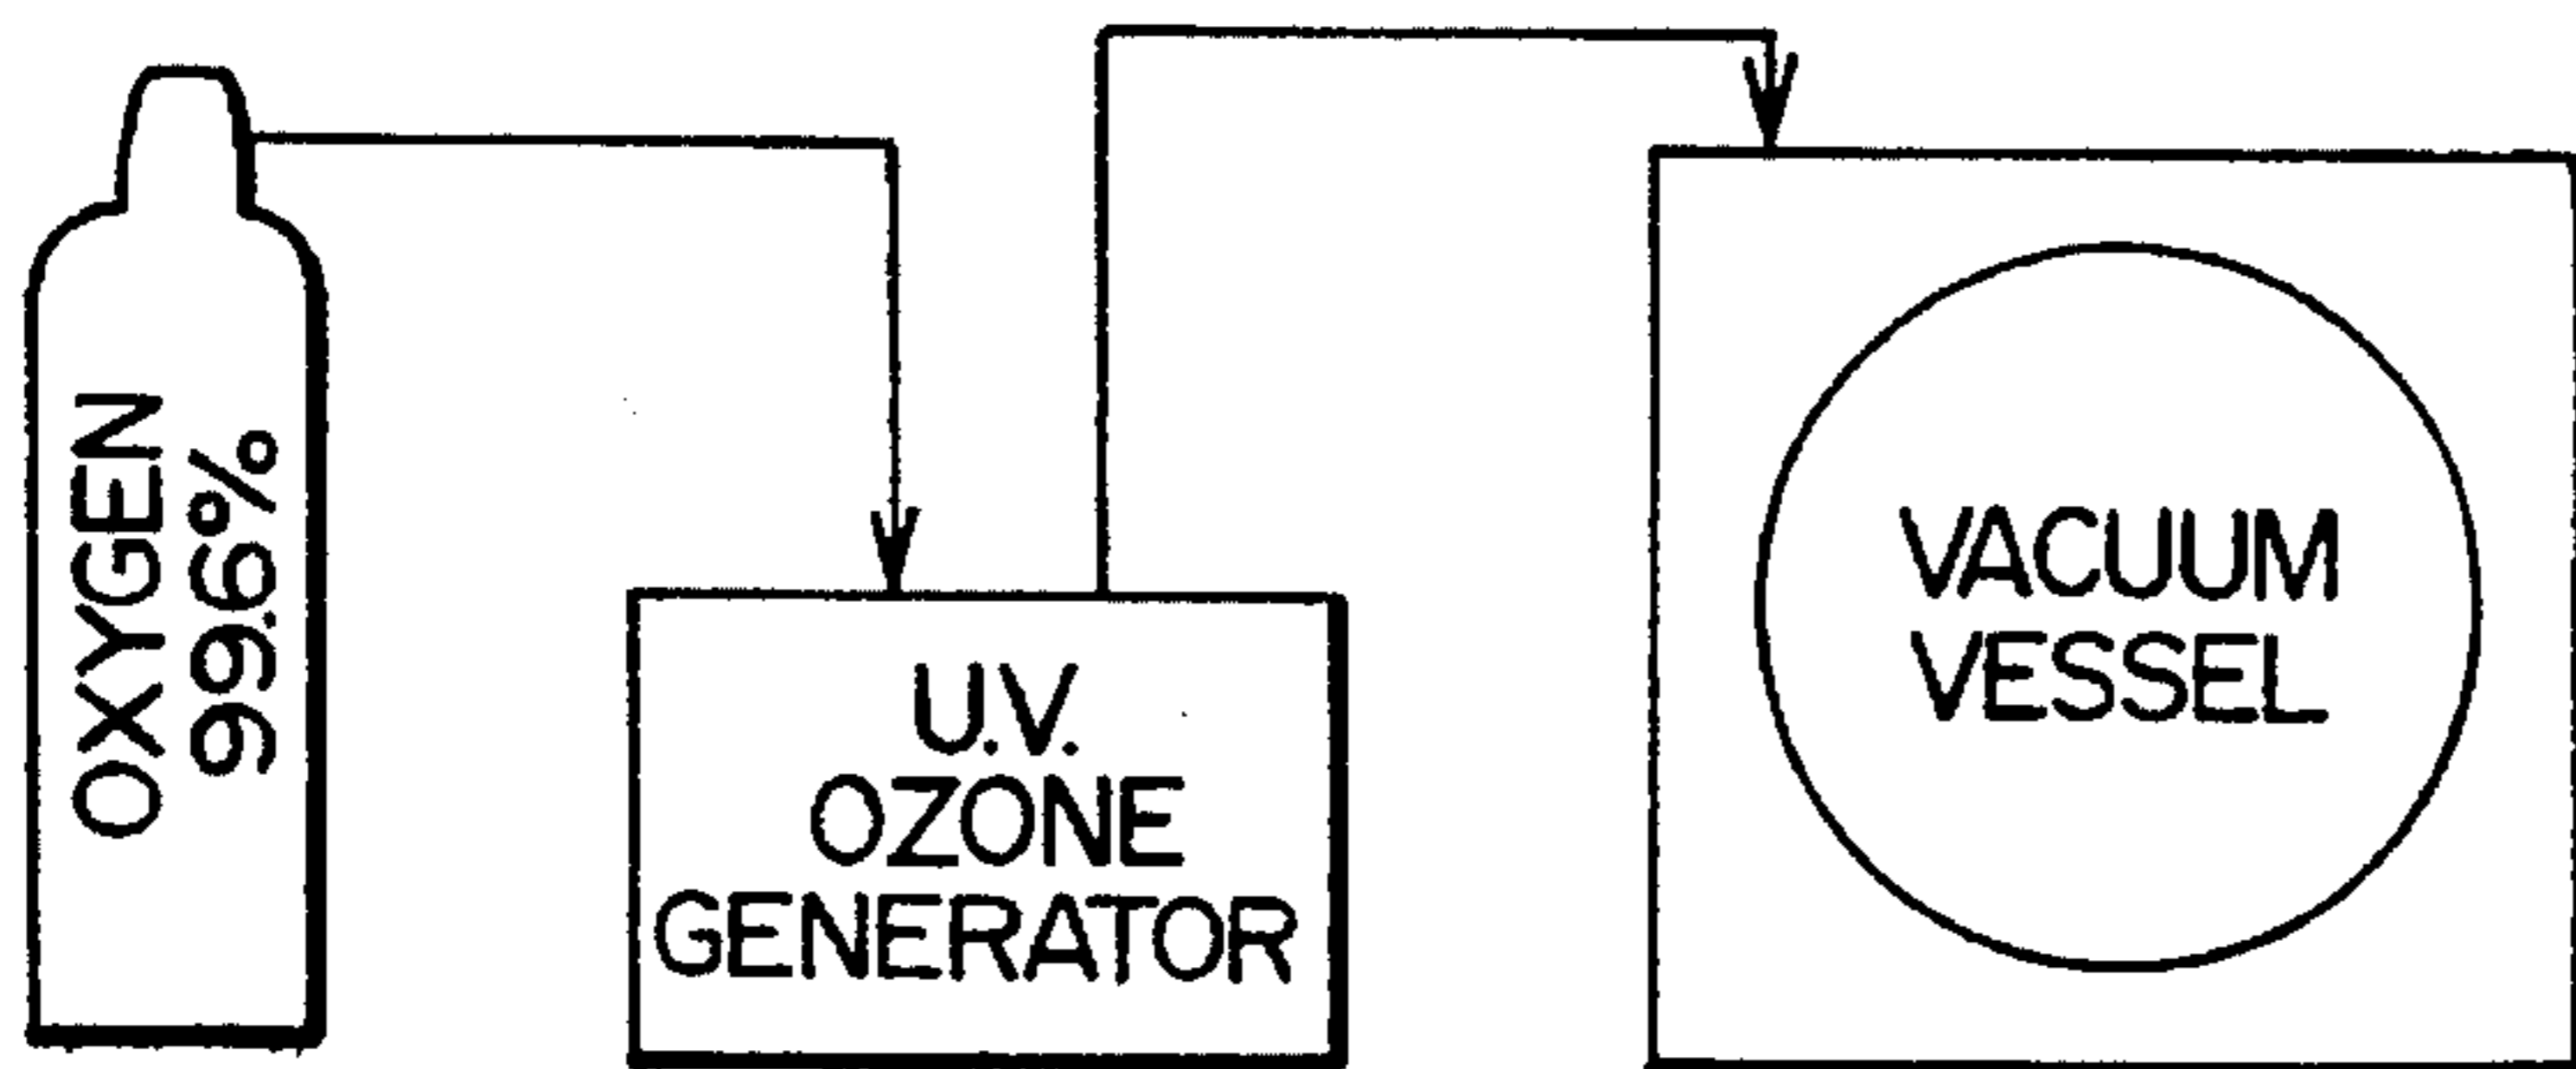 OXYGEN
99.6%
U.V.
OZONE
GENERATOR
VACUUM
VESSEL